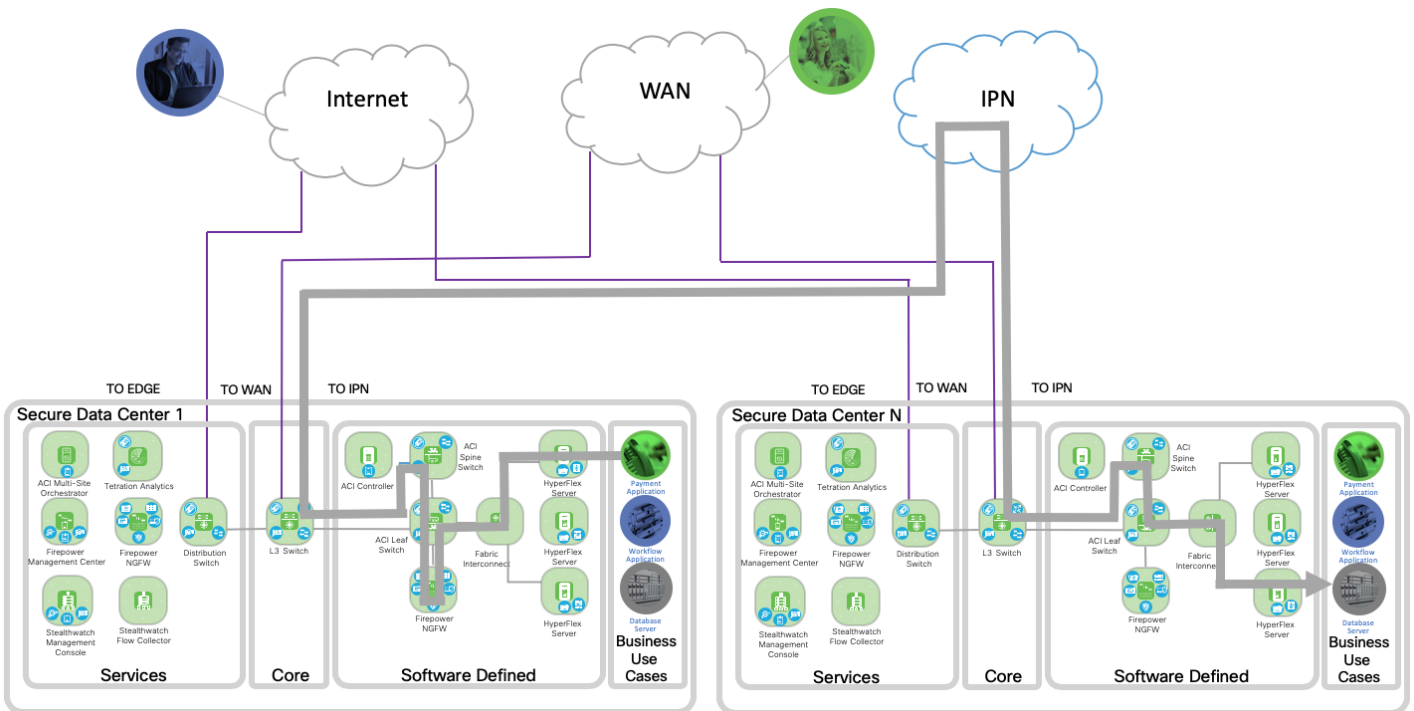 Internet
WAN
IPN
TO EDGE
TO WAN
TO IPN
TO EDGE
TO WAN
TO IPN
Secure Data Center 1
ACI Multi-Site
Orchestrator
Tetration Analytics
Firepower
Management Center
Firepower
NGFW
Distribution
Switch
Stealthwatch
Management
Console
Stealthwatch
Flow Collector
Services
L3 Switch
Core
ACI Controller
ACI
Spine
Switch
ACI Leaf
Switch
Fabric
Interconnect
Firepower
NGFW
HyperFlex
Server
HyperFlex
Server
HyperFlex
Server
Software Defined
Payment
Application
Workflow
Application
Database
Server
Business
Use
Cases
Secure Data Center N
ACI Multi-Site
Orchestrator
Tetration Analytics
Firepower
Management Center
Firepower
NGFW
Distribution
Switch
Stealthwatch
Management
Console
Stealthwatch
Flow Collector
Services
L3 Switch
Core
ACI Controller
ACI
Spine
Switch
ACI Leaf
Switch
Fabric
Interconnect
Firepower
NGFW
HyperFlex
Server
HyperFlex
Server
HyperFlex
Server
Software Defined
Payment
Application
Workflow
Application
Database
Server
Business
Use
Cases